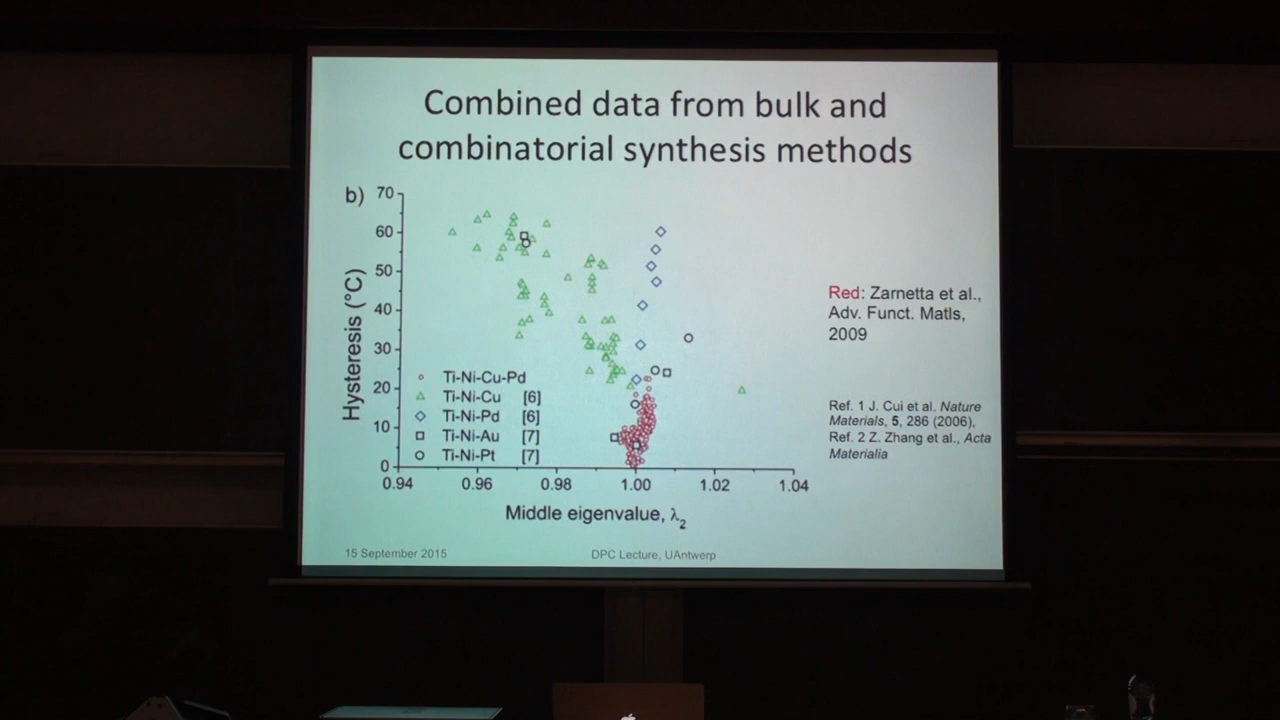 Combined data from bulk and
combinatorial synthesis methods
b)
70
60
50
40
30
20
10
0
Hysteresis (°C)
Ti-Ni-Cu-Pd
Ti-Ni-Cu [6]
Ti-Ni-Pd [6]
Ti-Ni-Au [7]
Ti-Ni-Pt [7]
0.94 0.96 0.98 1.00 1.02 1.04
Middle eigenvalue, λ₂
Red: Zarnetta et al.,
Adv. Funct. Matls,
2009
Ref. 1 J. Cui et al. Nature
Materials, 5, 286 (2006),
Ref. 2 Z. Zhang et al., Acta
Materialia
15 September 2015
DPC Lecture, UAntwerp